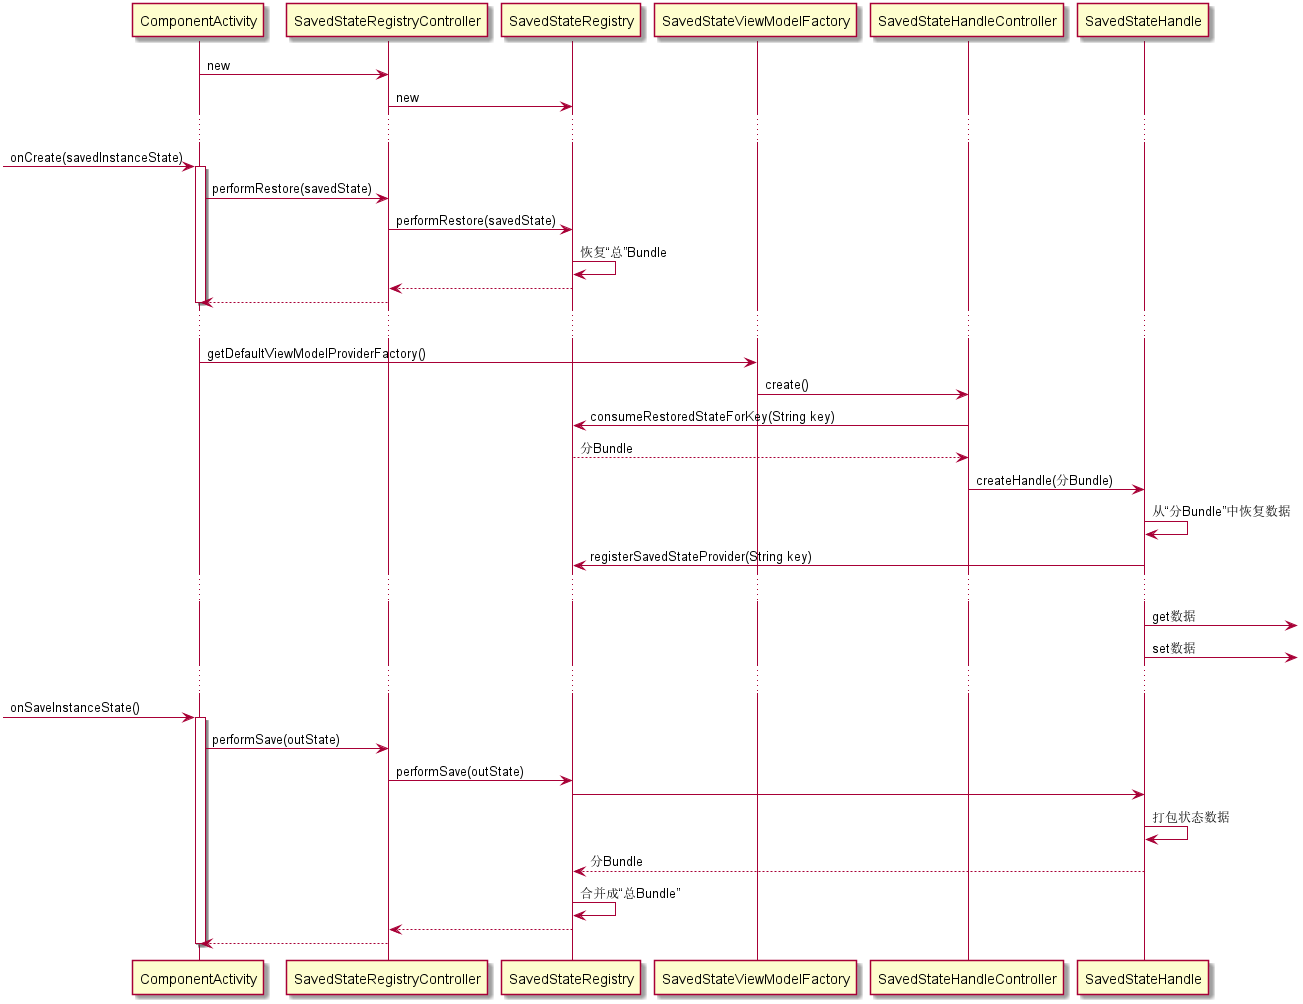 ComponentActivity
SavedStateRegistryController
SavedStateRegistry
SavedStateViewModelFactory
SavedStateHandleController
SavedStateHandle
new
new
onCreate(savedInstanceState)
performRestore(savedState)
performRestore(savedState)
恢复“总”Bundle
getDefaultViewModelProviderFactory()
create()
consumeRestoredStateForKey(String key)
分Bundle
createHandle(分Bundle)
从“分Bundle”中恢复数据
registerSavedStateProvider(String key)
get数据
set数据
onSaveInstanceState()
performSave(outState)
performSave(outState)
打包状态数据
分Bundle
合并成“总Bundle”
ComponentActivity
SavedStateRegistryController
SavedStateRegistry
SavedStateViewModelFactory
SavedStateHandleController
SavedStateHandle